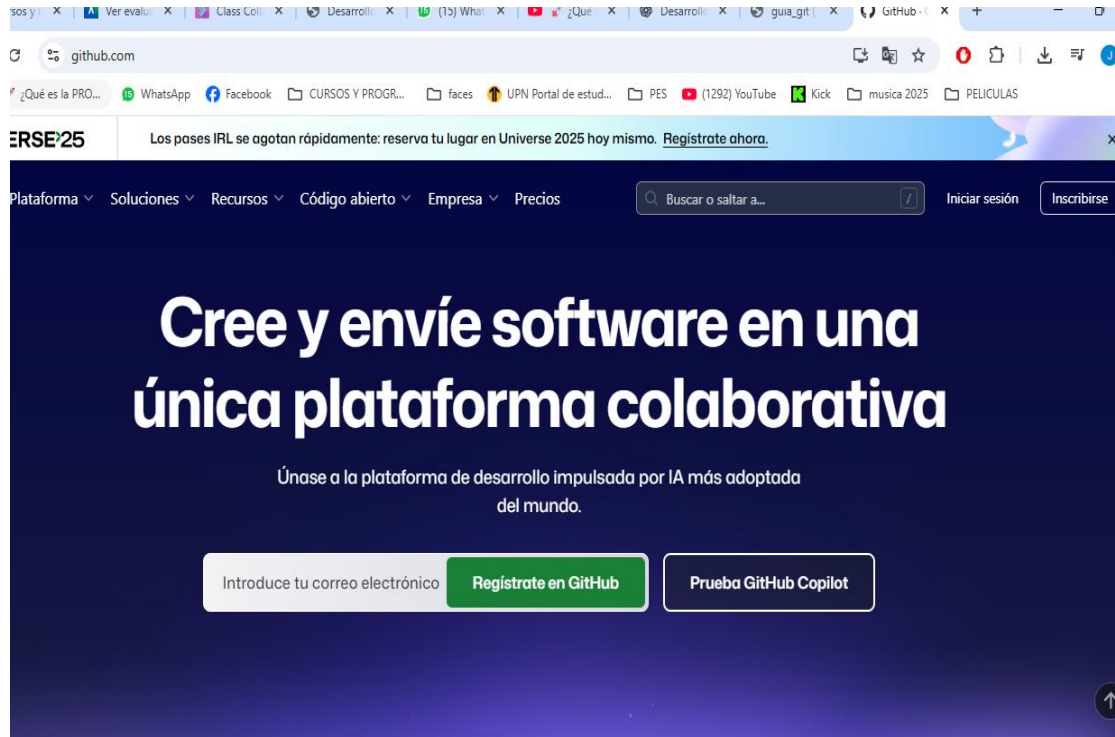 sos y r Ver evalu Class Coll Desarrollo (15) What ¿Qué Desarrollo guia_git ( GitHub · C
github.com
¿Qué es la PRO... WhatsApp Facebook CURSOS Y PROGR... faces UPN Portal de estud... PES (1292) YouTube Kick musica 2025 PELICULAS
ERSE'25 Los pases IRL se agotan rápidamente: reserva tu lugar en Universe 2025 hoy mismo. Regístrate ahora.
Plataforma Soluciones Recursos Código abierto Empresa Precios Buscar o saltar a... / Iniciar sesión Inscribirse
Cree y envíe software en una
única plataforma colaborativa
Únase a la plataforma de desarrollo impulsada por IA más adoptada
del mundo.
Introduce tu correo electrónico Regístrate en GitHub Prueba GitHub Copilot